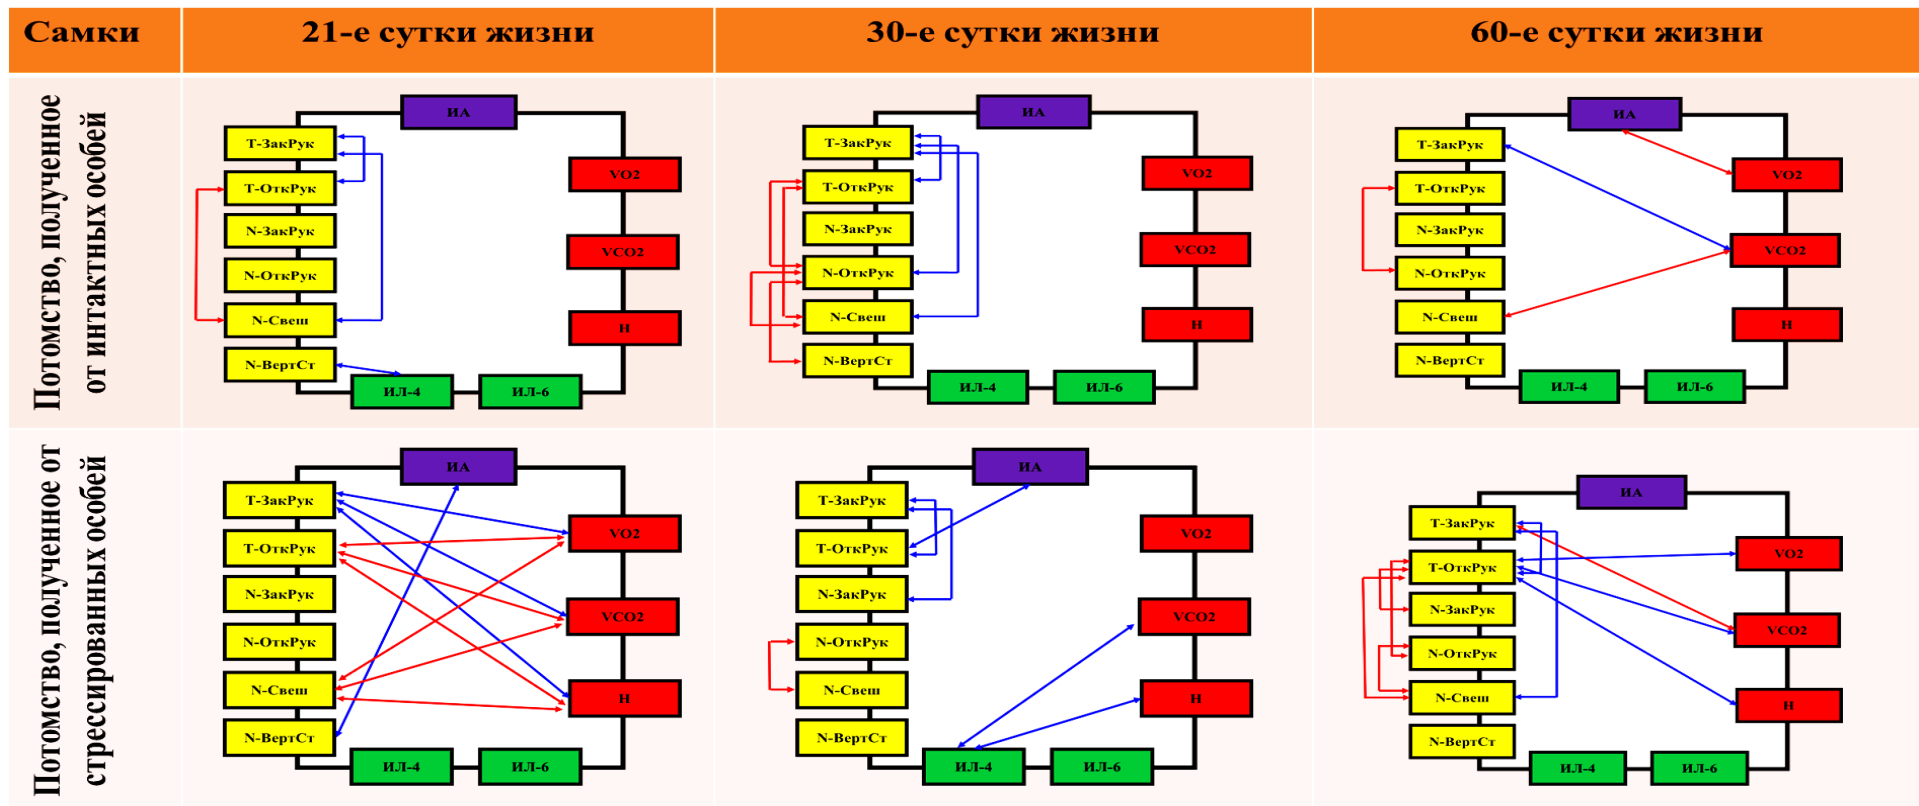 Самки
21-е сутки жизни
30-е сутки жизни
60-е сутки жизни
Потомство, полученное
от интактных особей
ИА
Т-ЗакРук
Т-ОткРук
N-ЗакРук
N-ОткРук
N-Свеш
N-ВертСт
VO2
VCO2
H
ИЛ-4
ИЛ-6
ИА
Т-ЗакРук
Т-ОткРук
N-ЗакРук
N-ОткРук
N-Свеш
N-ВертСт
VO2
VCO2
H
ИЛ-4
ИЛ-6
ИА
Т-ЗакРук
Т-ОткРук
N-ЗакРук
N-ОткРук
N-Свеш
N-ВертСт
VO2
VCO2
H
ИЛ-4
ИЛ-6
Потомство, полученное от
стрессированных особей
ИА
Т-ЗакРук
Т-ОткРук
N-ЗакРук
N-ОткРук
N-Свеш
N-ВертСт
VO2
VCO2
H
ИЛ-4
ИЛ-6
ИА
Т-ЗакРук
Т-ОткРук
N-ЗакРук
N-ОткРук
N-Свеш
N-ВертСт
VO2
VCO2
H
ИЛ-4
ИЛ-6
ИА
Т-ЗакРук
Т-ОткРук
N-ЗакРук
N-ОткРук
N-Свеш
N-ВертСт
VO2
VCO2
H
ИЛ-4
ИЛ-6